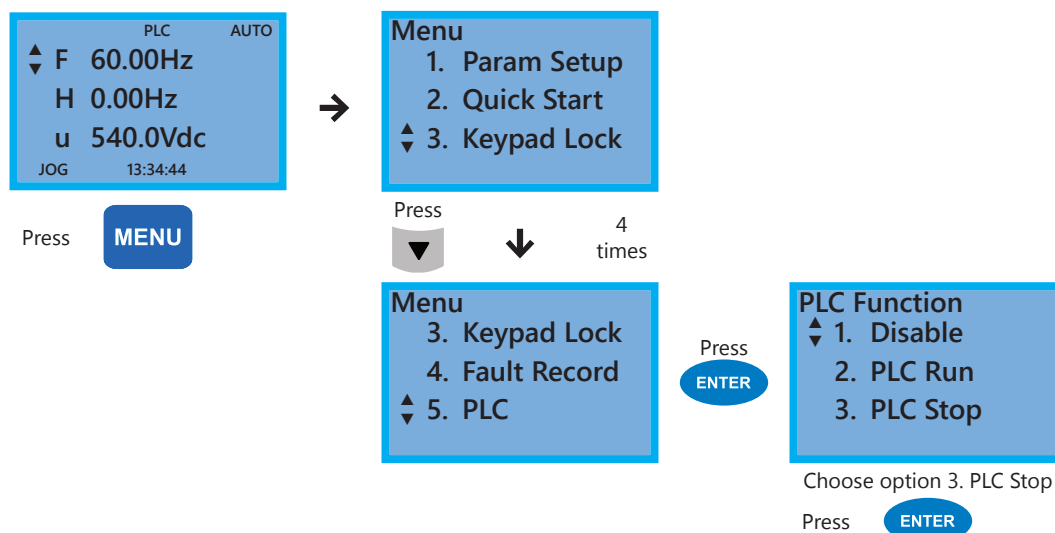 PLC AUTO
F 60.00Hz
H 0.00Hz
u 540.0Vdc
JOG 13:34:44
Press MENU
Menu
1. Param Setup
2. Quick Start
3. Keypad Lock
Press
4
times
Menu
3. Keypad Lock
4. Fault Record
5. PLC
Press
ENTER
PLC Function
1. Disable
2. PLC Run
3. PLC Stop
Choose option 3. PLC Stop
Press ENTER